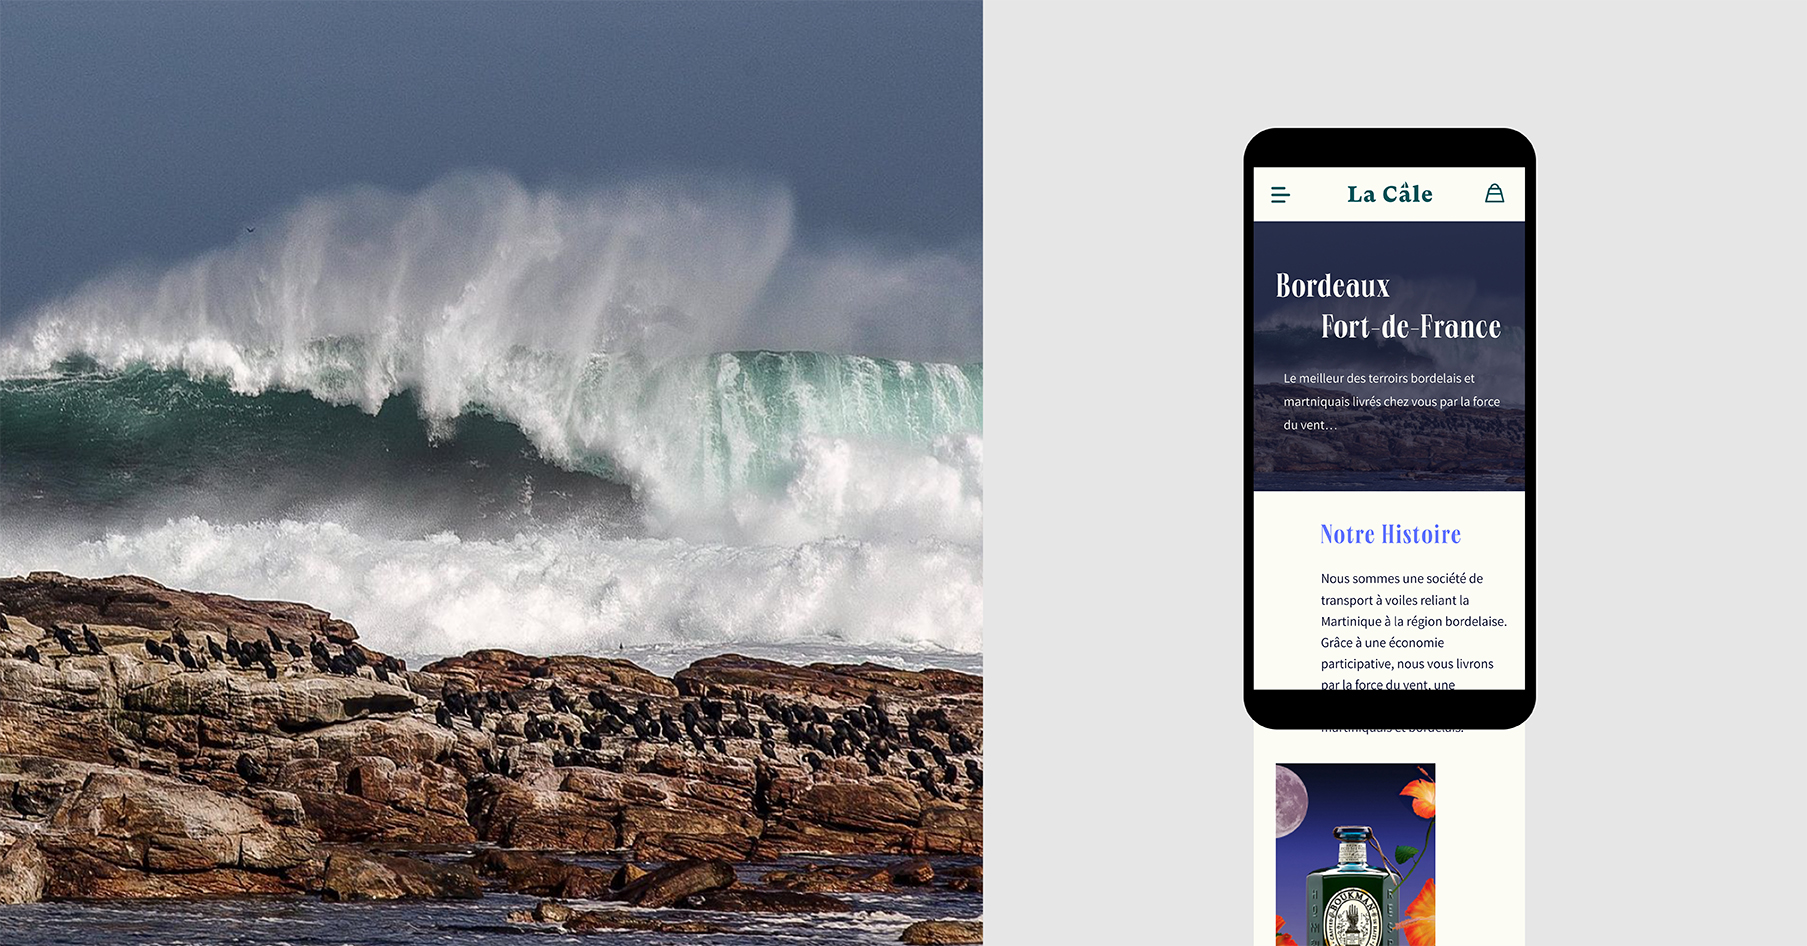 La Câle
Bordeaux
Fort-de-France
Le meilleur des terroirs bordelais et
martniquais livrés chez vous par la force
du vent…
Notre Histoire
Nous sommes une société de
transport à voiles reliant la
Martinique à la région bordelaise.
Grâce à une économie
participative, nous vous livrons
par la force du vent, une
martiniquais et bordelais.
BOUKMAN